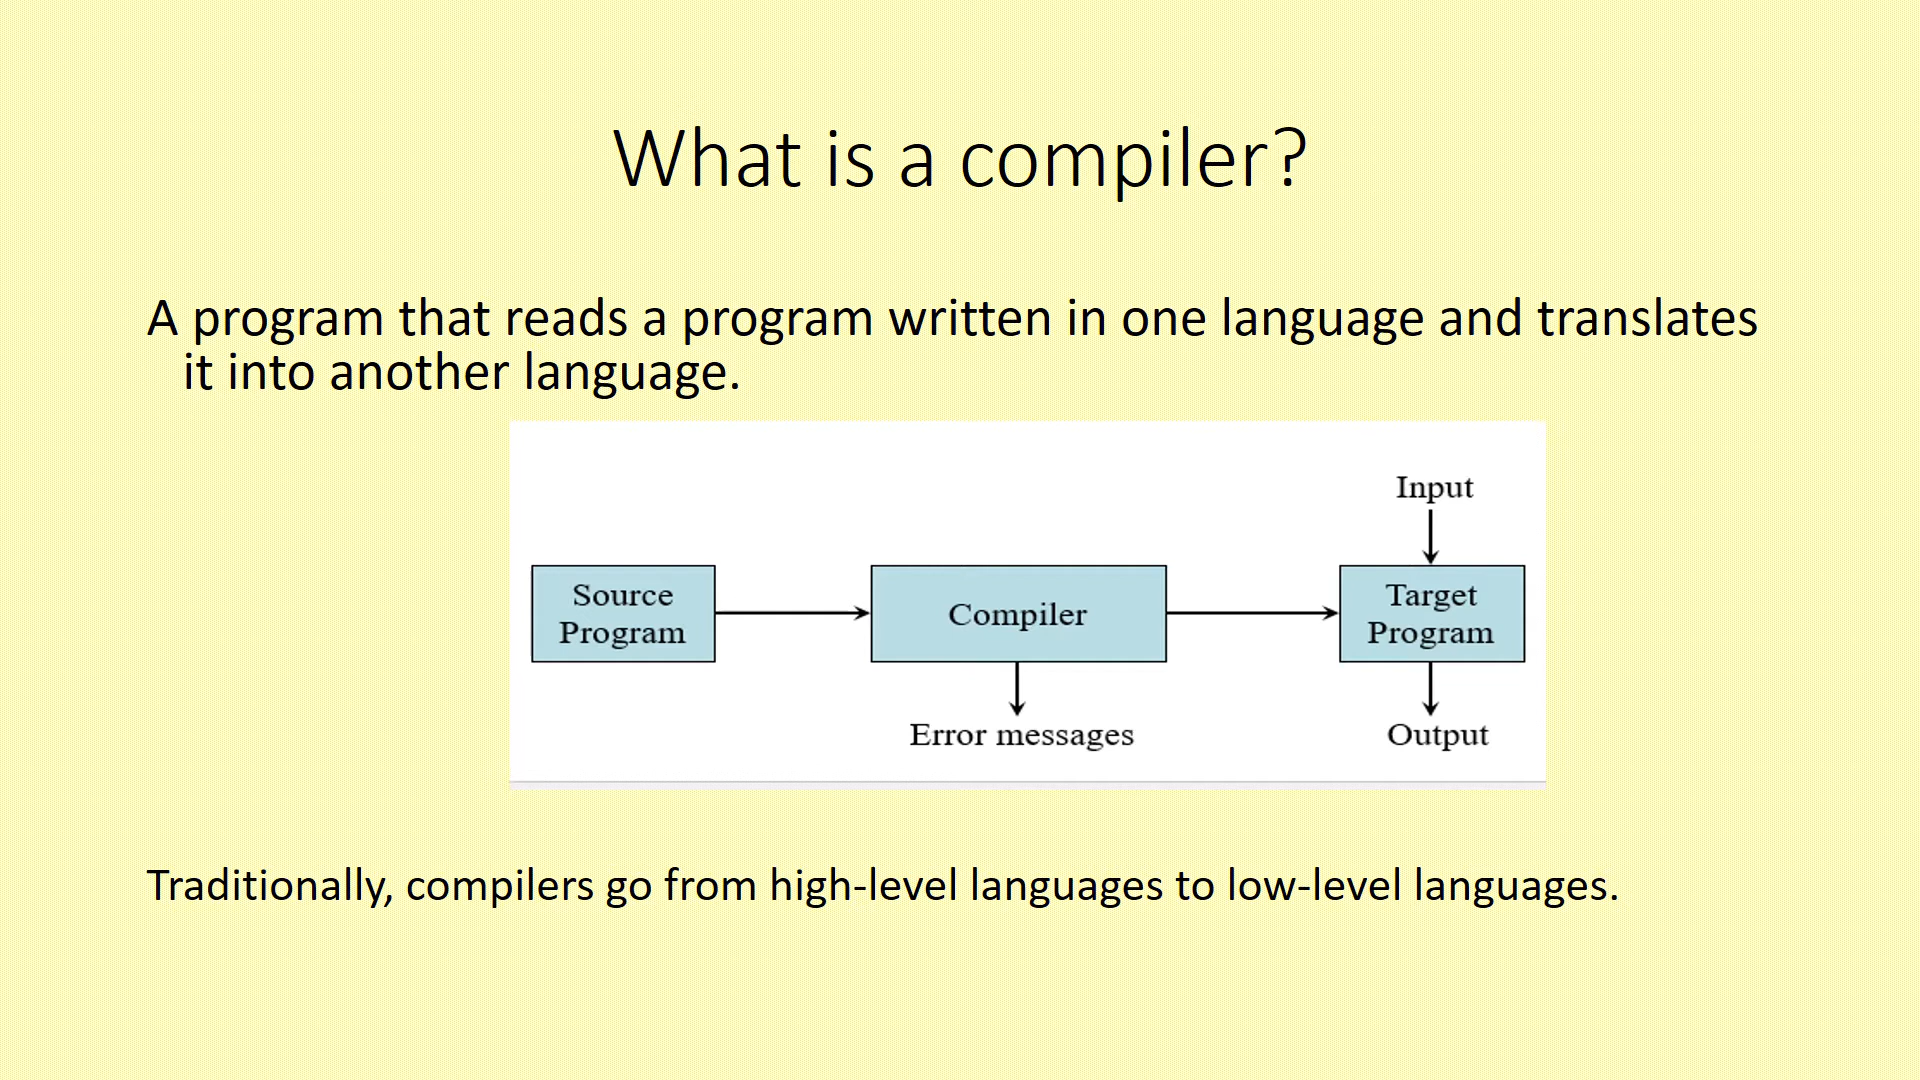 What is a compiler?
A program that reads a program written in one language and translates
it into another language.
Input
Source
Program
Compiler
Target
Program
Error messages
Output
Traditionally, compilers go from high-level languages to low-level languages.